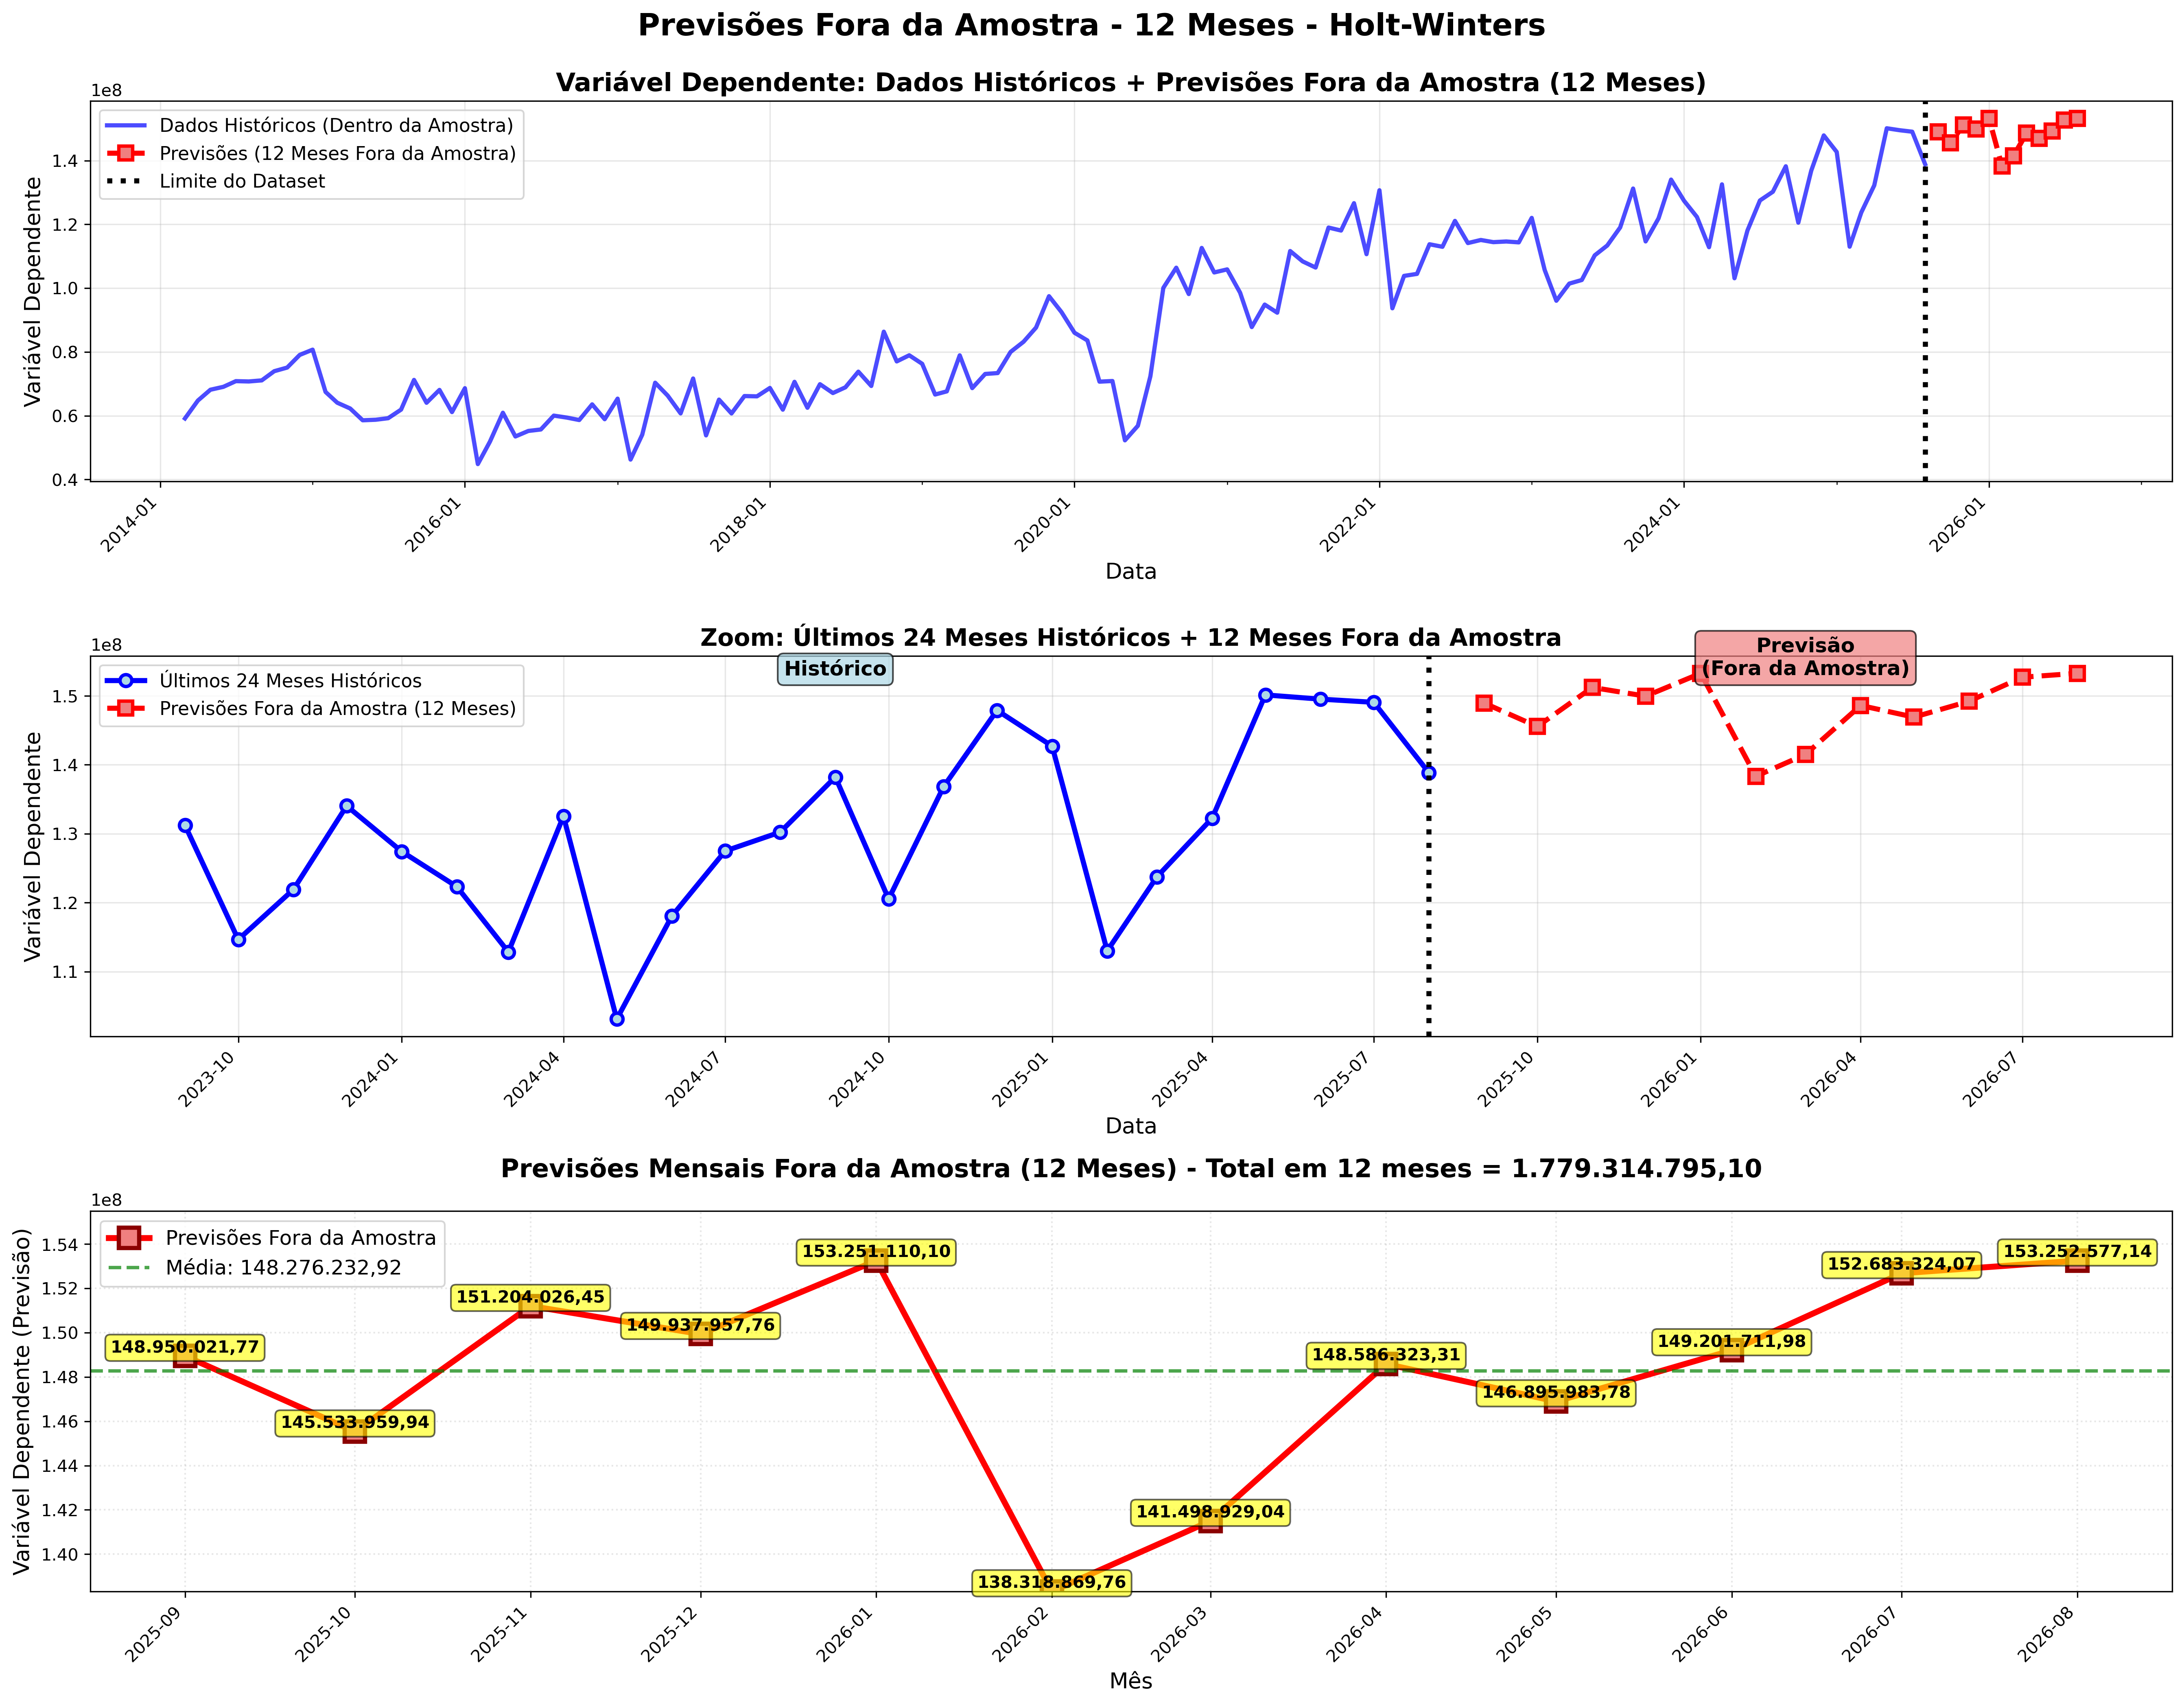 Previsões Fora da Amostra - 12 Meses - Holt-Winters
Variável Dependente: Dados Históricos + Previsões Fora da Amostra (12 Meses)
1e8
Dados Históricos (Dentro da Amostra)
Previsões (12 Meses Fora da Amostra)
Limite do Dataset
Variável Dependente
1.4
1.2
1.0
0.8
0.6
0.4
2014-01
2016-01
2018-01
2020-01
2022-01
2024-01
2026-01
Data
Zoom: Últimos 24 Meses Históricos + 12 Meses Fora da Amostra
1e8
Últimos 24 Meses Históricos
Previsões Fora da Amostra (12 Meses)
Histórico
Previsão
(Fora da Amostra)
Variável Dependente
1.5
1.4
1.3
1.2
1.1
2023-10
2024-01
2024-04
2024-07
2024-10
2025-01
2025-04
2025-07
2025-10
2026-01
2026-04
2026-07
Data
Previsões Mensais Fora da Amostra (12 Meses) - Total em 12 meses = 1.779.314.795,10
1e8
Previsões Fora da Amostra
Média: 148.276.232,92
Variável Dependente (Previsão)
1.54
1.52
1.50
1.48
1.46
1.44
1.42
1.40
148.950.021,77
145.533.959,94
151.204.026,45
149.937.957,76
153.251.110,10
138.318.869,76
141.498.929,04
148.586.323,31
146.895.983,78
149.201.711,98
152.683.324,07
153.252.577,14
2025-09
2025-10
2025-11
2025-12
2026-01
2026-02
2026-03
2026-04
2026-05
2026-06
2026-07
2026-08
Mês